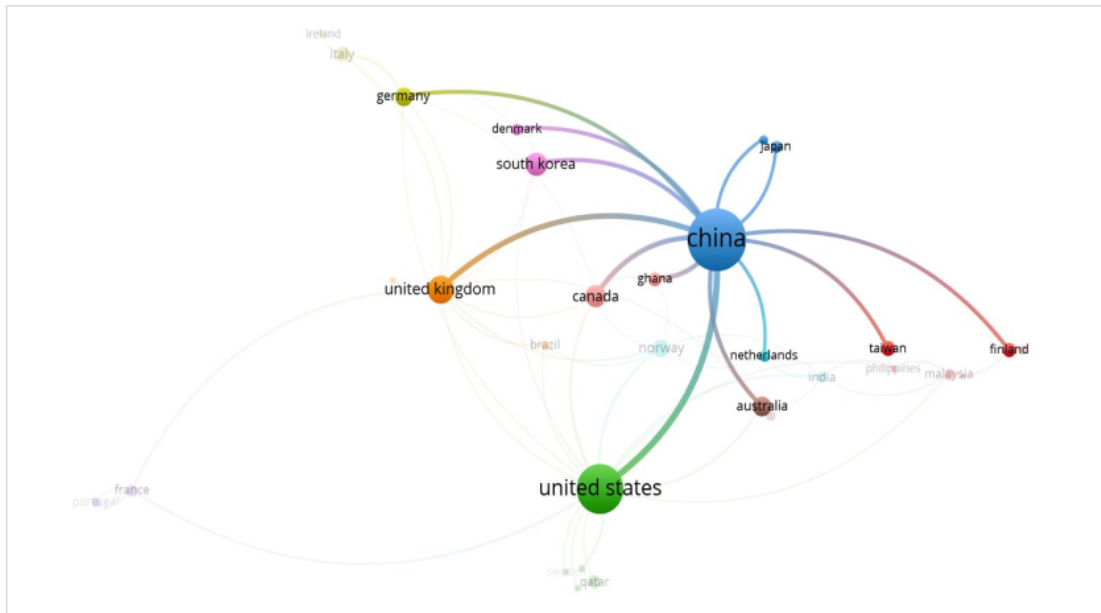 ireland
italy
germany
denmark
south korea
japan
china
ghana
united kingdom
canada
brazil
norway
netherlands
taiwan
finland
philippines
india
malaysia
australia
united states
france
portugal
qatar